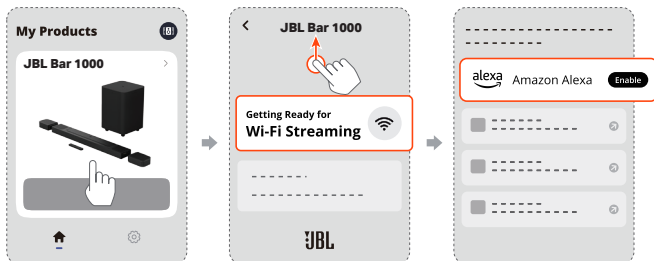 My Products
JBL Bar 1000
JBL Bar 1000
Getting Ready for
Wi-Fi Streaming
JBL
alexa Amazon Alexa Enable